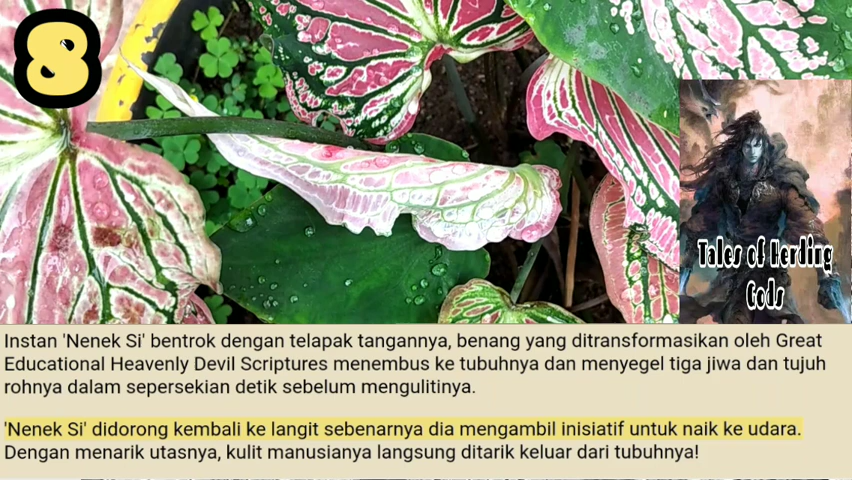 8
Tales of Herding
Gods
Instan 'Nenek Si' bentrok dengan telapak tangannya, benang yang ditransformasikan oleh Great
Educational Heavenly Devil Scriptures menembus ke tubuhnya dan menyegel tiga jiwa dan tujuh
rohnya dalam sepersekian detik sebelum mengulitinya.
'Nenek Si' didorong kembali ke langit sebenarnya dia mengambil inisiatif untuk naik ke udara.
Dengan menarik utasnya, kulit manusianya langsung ditarik keluar dari tubuhnya!